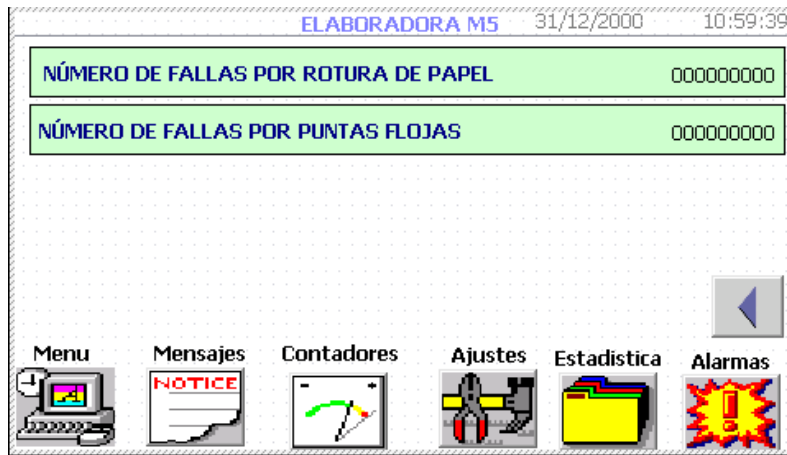 ELABORADORA M5 31/12/2000 10:59:39
NÚMERO DE FALLAS POR ROTURA DE PAPEL 000000000
NÚMERO DE FALLAS POR PUNTAS FLOJAS 000000000
Menu Mensajes Contadores Ajustes Estadistica Alarmas
NOTICE